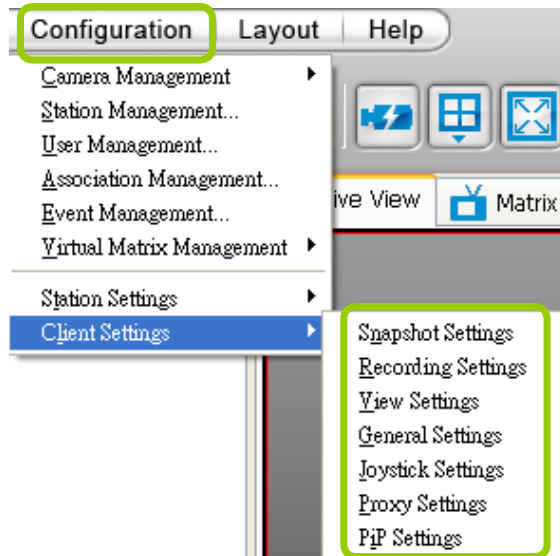 Configuration Layout Help
Camera Management
Station Management...
User Management...
Association Management...
Event Management...
Virtual Matrix Management
ive View Matrix
Station Settings
Client Settings
Snapshot Settings
Recording Settings
View Settings
General Settings
Joystick Settings
Proxy Settings
PiP Settings